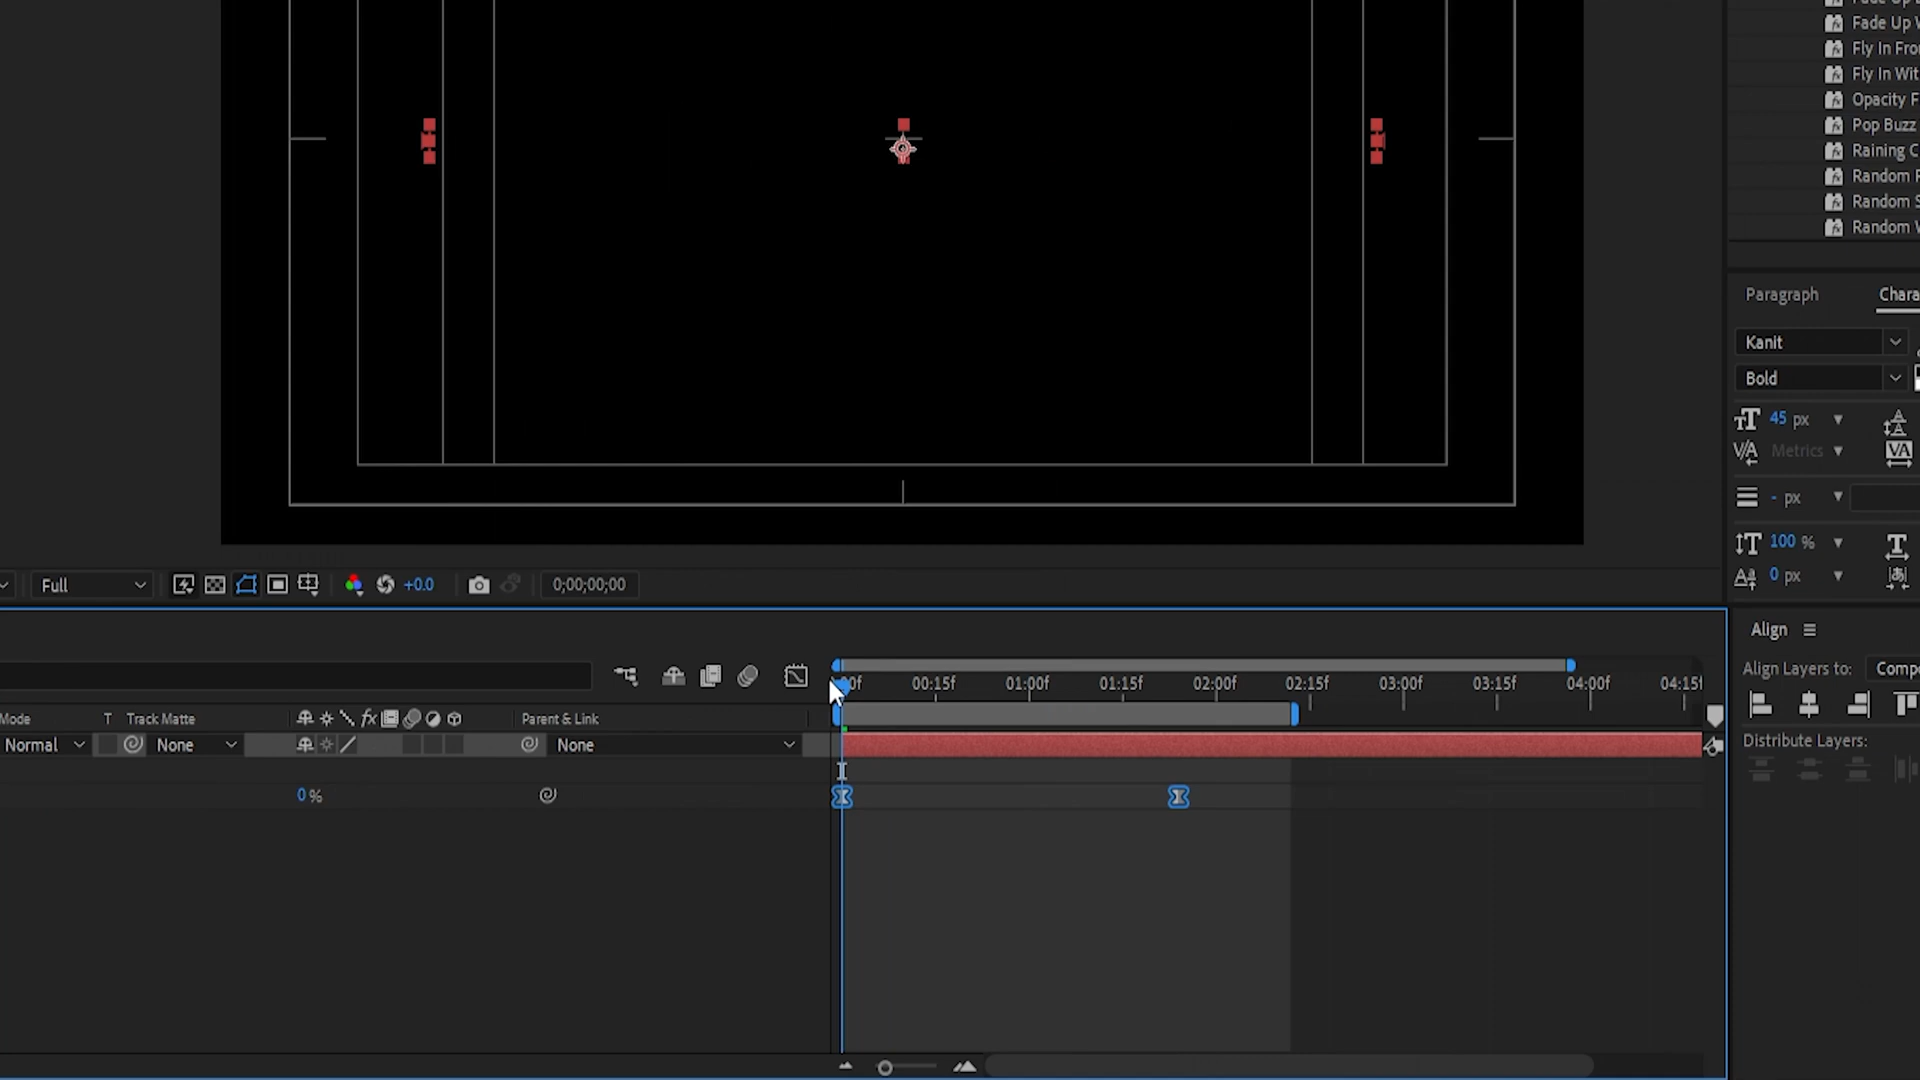 Fade Up
Fly In Fro
Fly In Wit
Opacity F
Pop Buzz
Raining C
Random F
Random S
Random W
Paragraph
Chara
Kanit
Bold
45 px
Metrics
- px
100 %
0 px
Full
+0.0
0;00;00;00
Align
Align Layers to:
Compo
Distribute Layers:
00f 00:15f 01:00f 01:15f 02:00f 02:15f 03:00f 03:15f 04:00f 04:15f
Mode T Track Matte Parent & Link
Normal None None
0 %